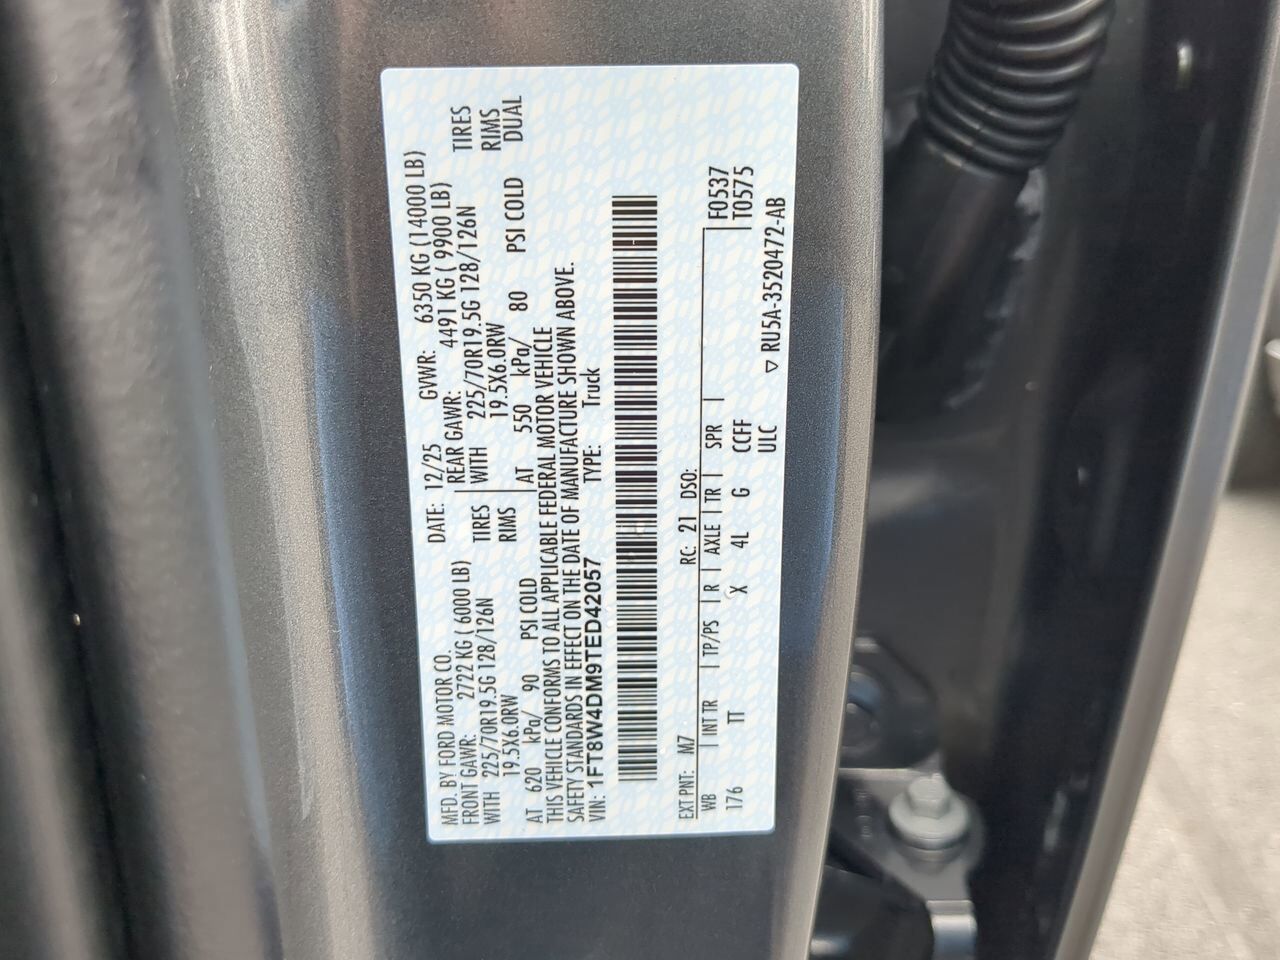 MFD. BY FORD MOTOR CO.
DATE: 12/25 GVWR: 6350 KG (14000 LB)
FRONT GAWR: 2722 KG ( 6000 LB)
REAR GAWR: 4491 KG ( 9900 LB)
WITH 225/70R19.5G 128/126N TIRES
WITH 225/70R19.5G 128/126N TIRES
19.5X6.0RW RIMS
19.5X6.0RW RIMS
AT 620 kPa/ 90 PSI COLD
AT 550 kPa/ 80 PSI COLD DUAL
THIS VEHICLE CONFORMS TO ALL APPLICABLE FEDERAL MOTOR VEHICLE
SAFETY STANDARDS IN EFFECT ON THE DATE OF MANUFACTURE SHOWN ABOVE.
VIN: 1FT8W4DM9TED42057 TYPE: Truck
EXT PNT: M7 RC: 21 DSO:
WB INT TR TP/PS R AXLE TR SPR F0537
176 TT X 4L G CCFF T0575
ULC ▽ RU5A-3520472-AB